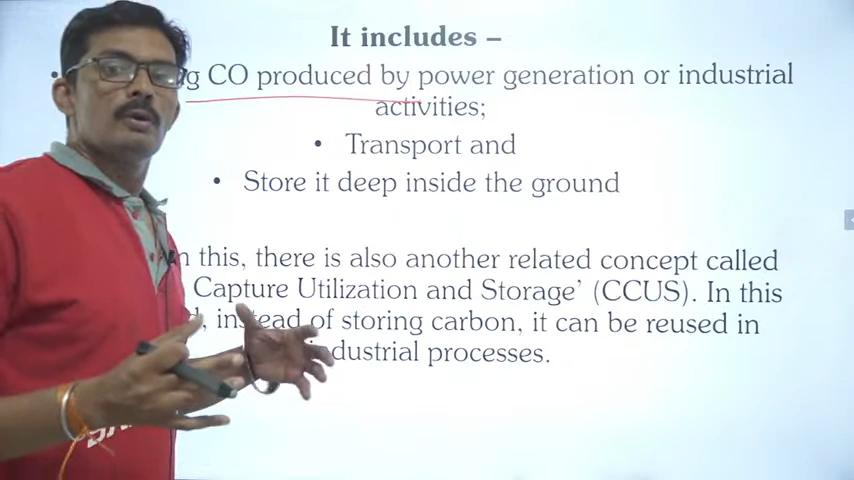 It includes –
g CO produced by power generation or industrial
activities;
• Transport and
• Store it deep inside the ground
this, there is also another related concept called
Capture Utilization and Storage’ (CCUS). In this
instead of storing carbon, it can be reused in
industrial processes.